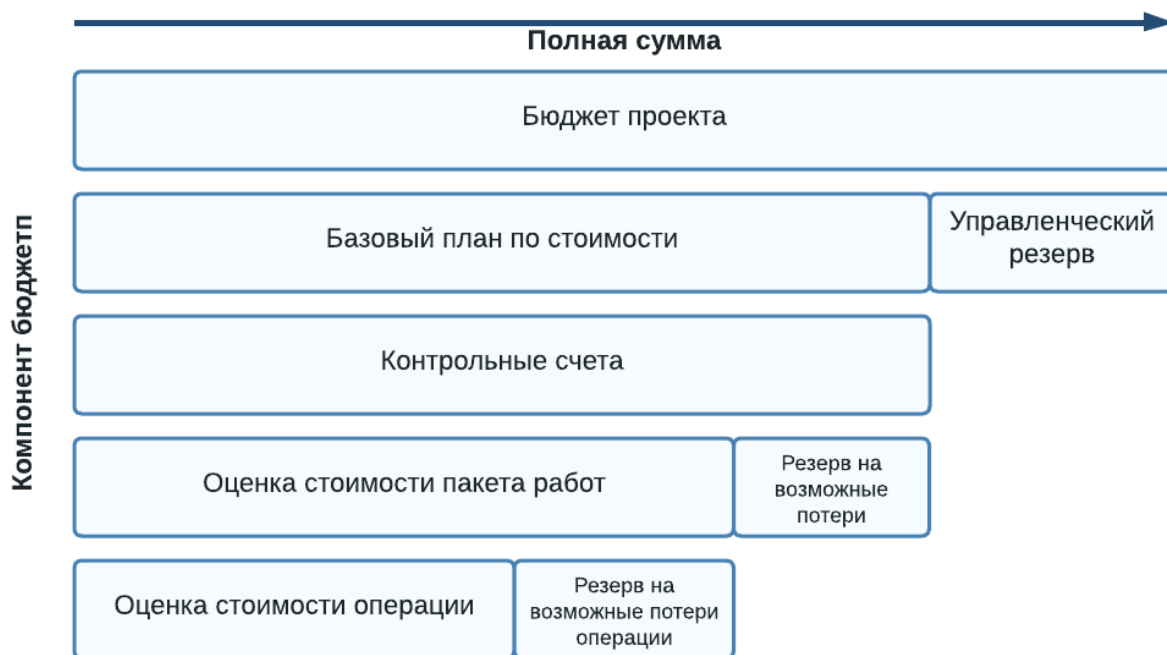 Полная сумма
Бюджет проекта
Компонент бюджетп
Базовый план по стоимости
Управленческий
резерв
Контрольные счета
Оценка стоимости пакета работ
Резерв на
возможные
потери
Оценка стоимости операции
Резерв на
возможные потери
операции